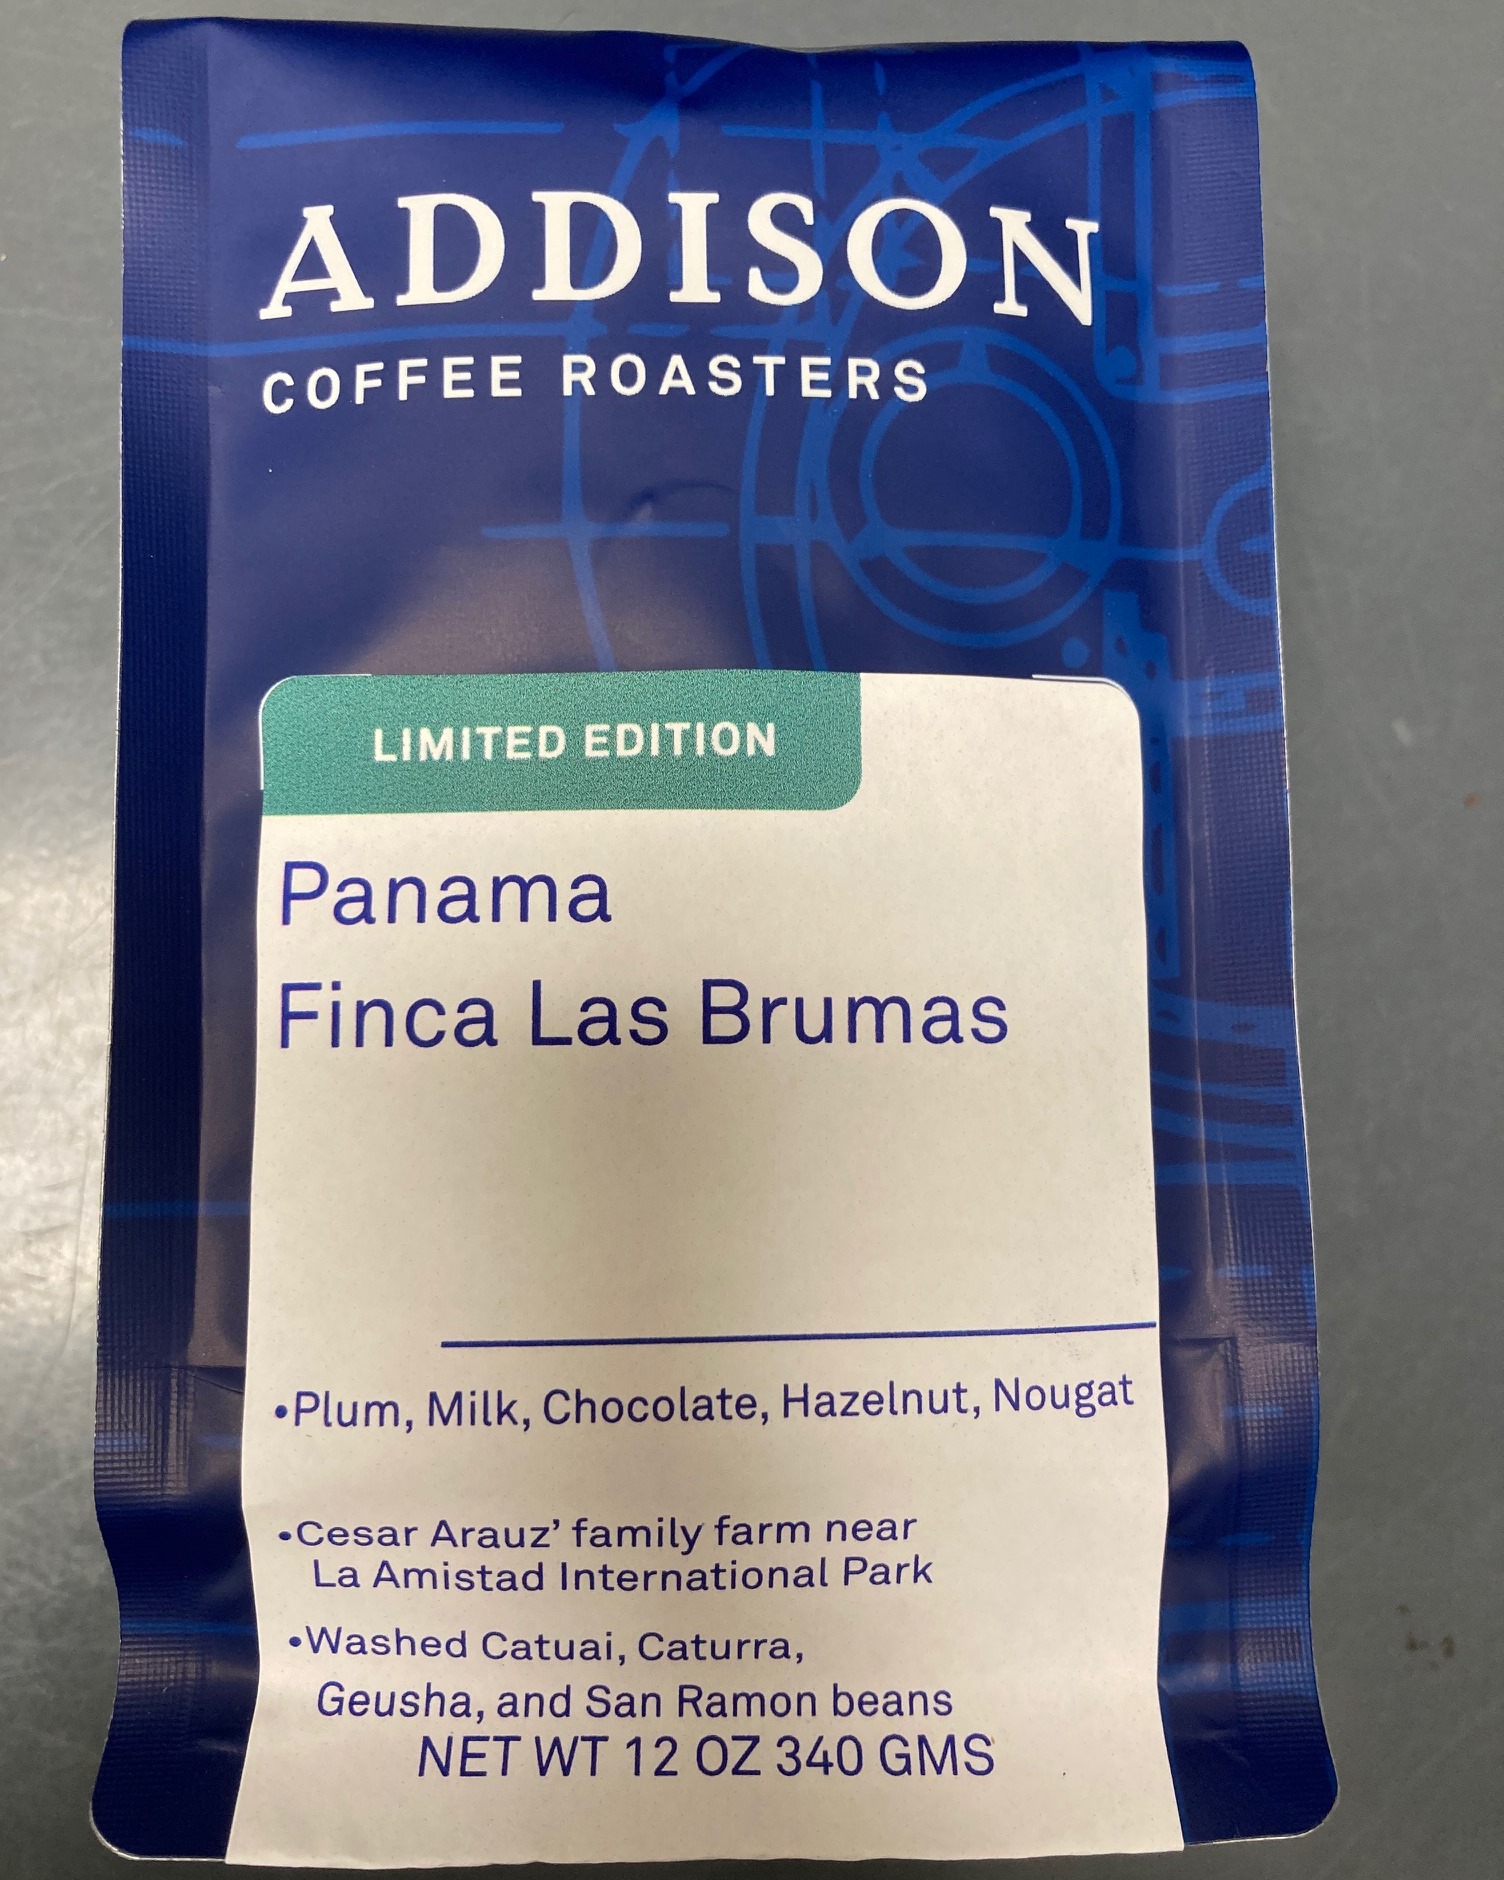 ADDISON
COFFEE ROASTERS
LIMITED EDITION
Panama
Finca Las Brumas
•Plum, Milk, Chocolate, Hazelnut, Nougat
•Cesar Arauz’ family farm near
La Amistad International Park
•Washed Catuai, Caturra,
Geusha, and San Ramon beans
NET WT 12 OZ 340 GMS